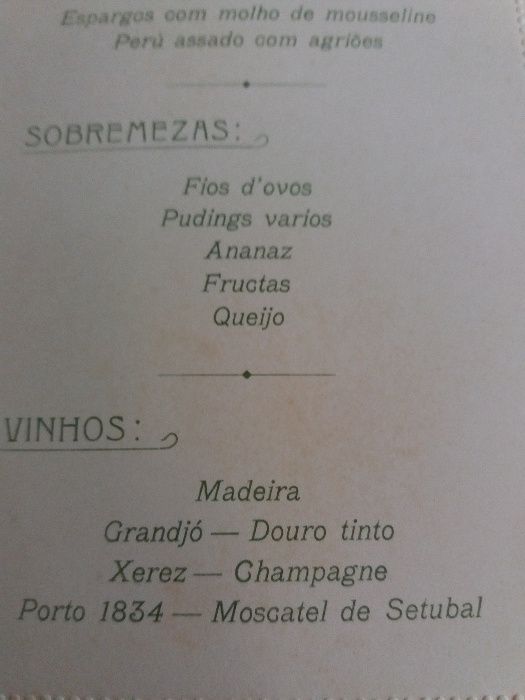 Espargos com molho de mousseline
Perú assado com agriões
SOBREMEZAS:
Fios d'ovos
Pudings varios
Ananaz
Fructas
Queijo
VINHOS:
Madeira
Grandjó — Douro tinto
Xerez — Champagne
Porto 1834 — Moscatel de Setubal